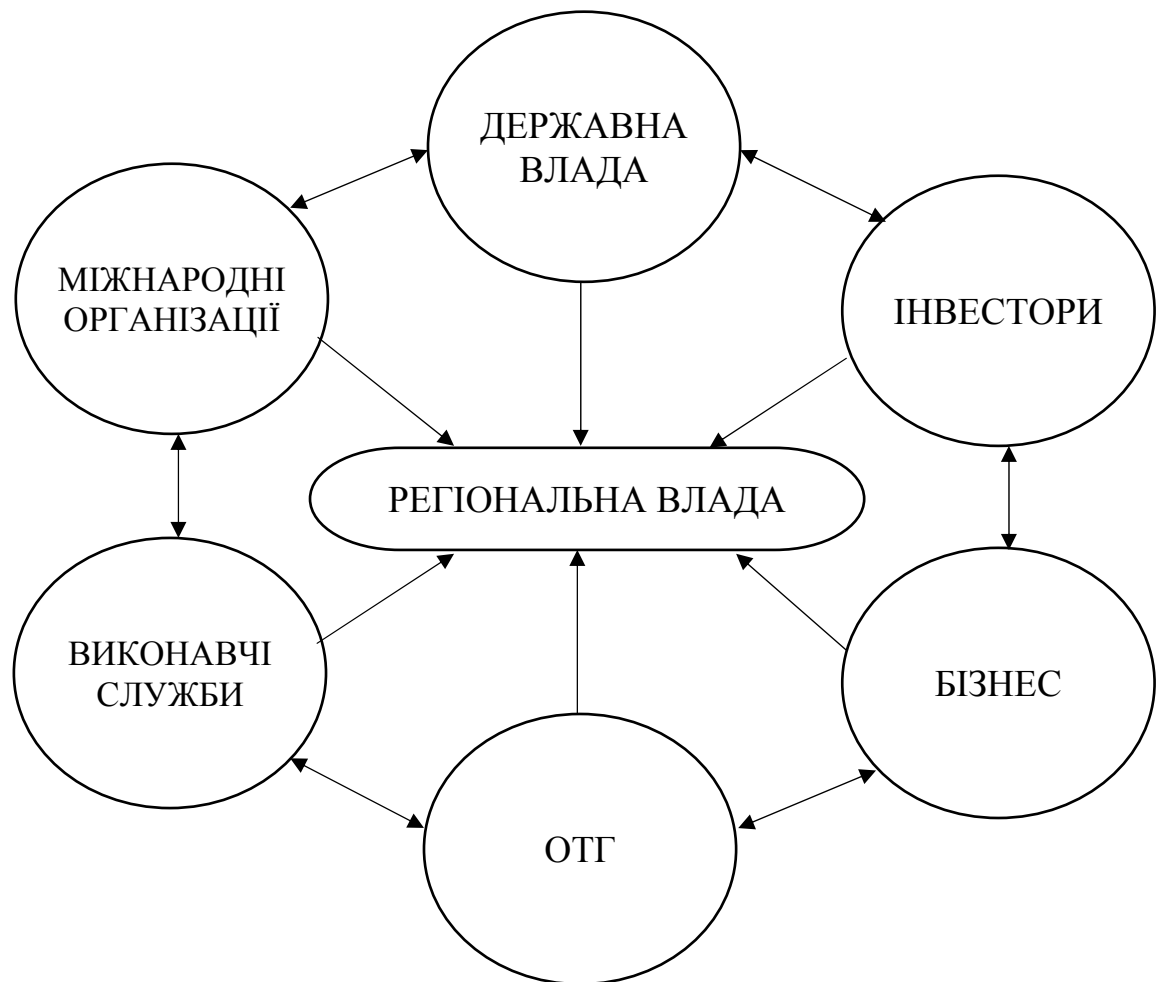 ДЕРЖАВНА
ВЛАДА
МІЖНАРОДНІ
ОРГАНІЗАЦІЇ
ІНВЕСТОРИ
РЕГІОНАЛЬНА ВЛАДА
ВИКОНАВЧІ
СЛУЖБИ
БІЗНЕС
ОТГ